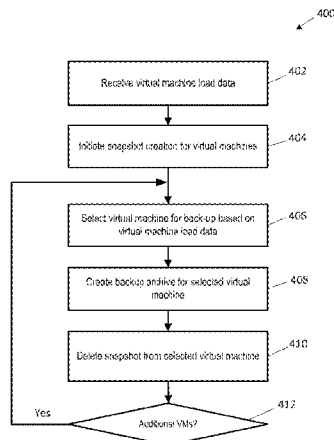 400
Receive virtual machine load data
402
Initiate snapshot creation for virtual machines
404
Select virtual machine for back-up based on
virtual machine load data
406
Create backup archive for selected virtual
machine
408
Delete snapshot from selected virtual machine
410
Yes
Additional VMs?
412